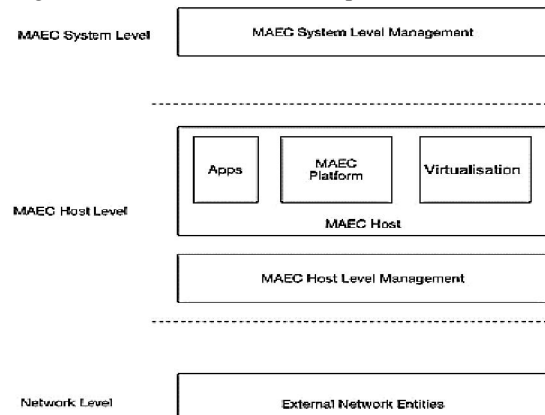 MAEC System Level
MAEC System Level Management
Apps
MAEC
Platform
Virtualisation
MAEC Host Level
MAEC Host
MAEC Host Level Management
Network Level
External Network Entities